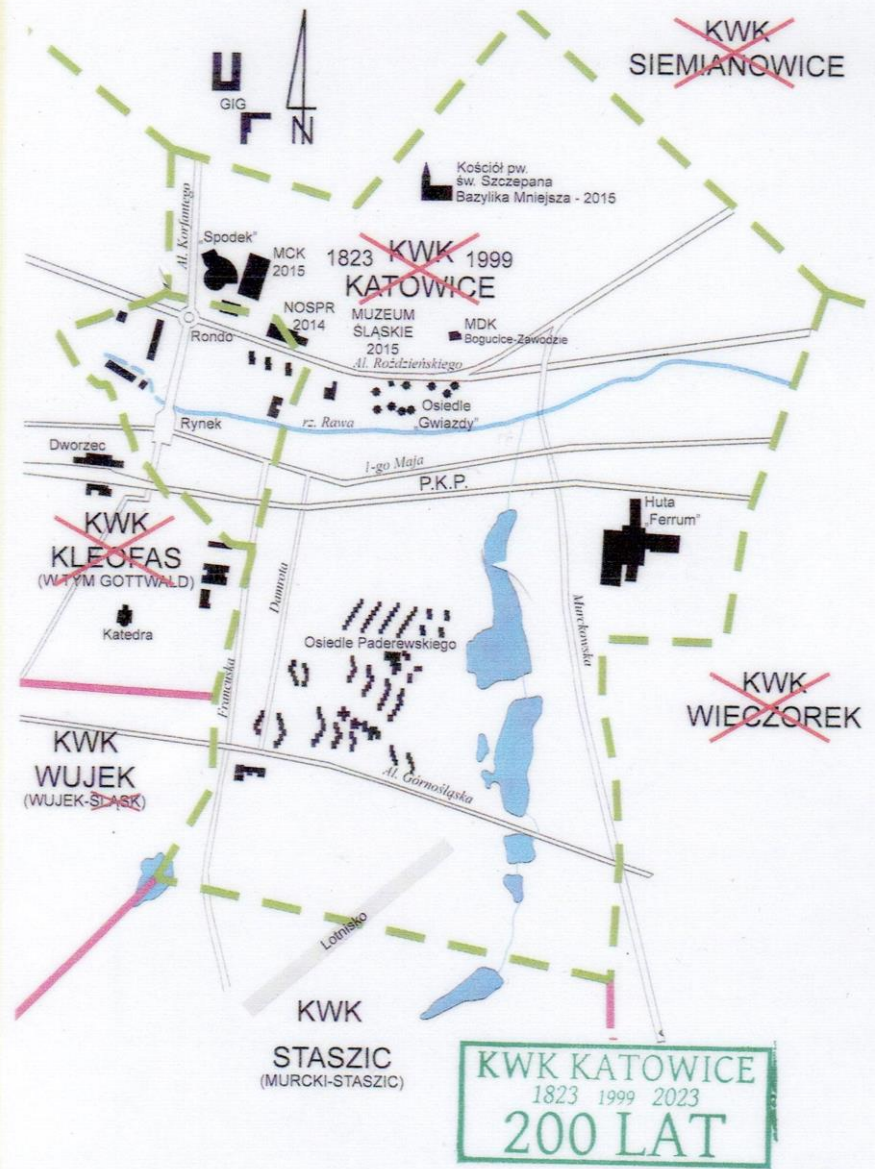 KWK
SIEMIANOWICE
GIG
N
Kościół pw.
św. Szczepana
Bazylika Mniejsza - 2015
Al. Korfantego
„Spodek”
MCK
2015
1823 KWK 1999
KATOWICE
NOSPR
2014
MUZEUM
ŚLĄSKIE
2015
MDK
Bogucice-Zawodzie
Rondo
Al. Roździeńskiego
Osiedle
„Gwiazdy”
rz. Rawa
Rynek
Dworzec
1-go Maja
P.K.P.
Huta
„Ferrum”
KWK
KLEOFAS
(W TYM GOTTWALD)
Katedra
Damrota
Francuska
Murckowska
Osiedle Paderewskiego
KWK
WIECZOREK
KWK
WUJEK
(WUJEK-ŚLĄSK)
Al. Górnośląska
Lotnisko
KWK
STASZIC
(MURCKI-STASZIC)
KWK KATOWICE
1823 1999 2023
200 LAT